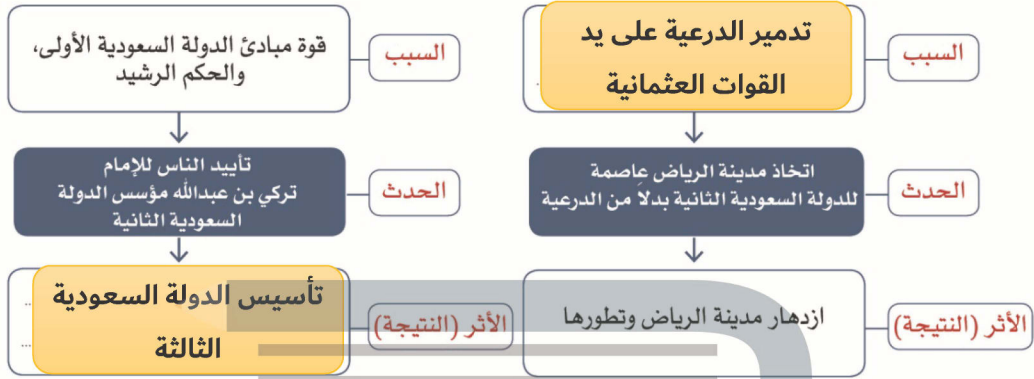 السبب
تدمير الدرعية على يد
القوات العثمانية
الحدث
اتخاذ مدينة الرياض عاصمة
للدولة السعودية الثانية بدلاً من الدرعية
الأثر (النتيجة)
ازدهار مدينة الرياض وتطورها
السبب
قوة مبادئ الدولة السعودية الأولى،
والحكم الرشيد
الحدث
تأييد الناس للإمام
تركي بن عبدالله مؤسس الدولة
السعودية الثانية
الأثر (النتيجة)
تأسيس الدولة السعودية
الثالثة